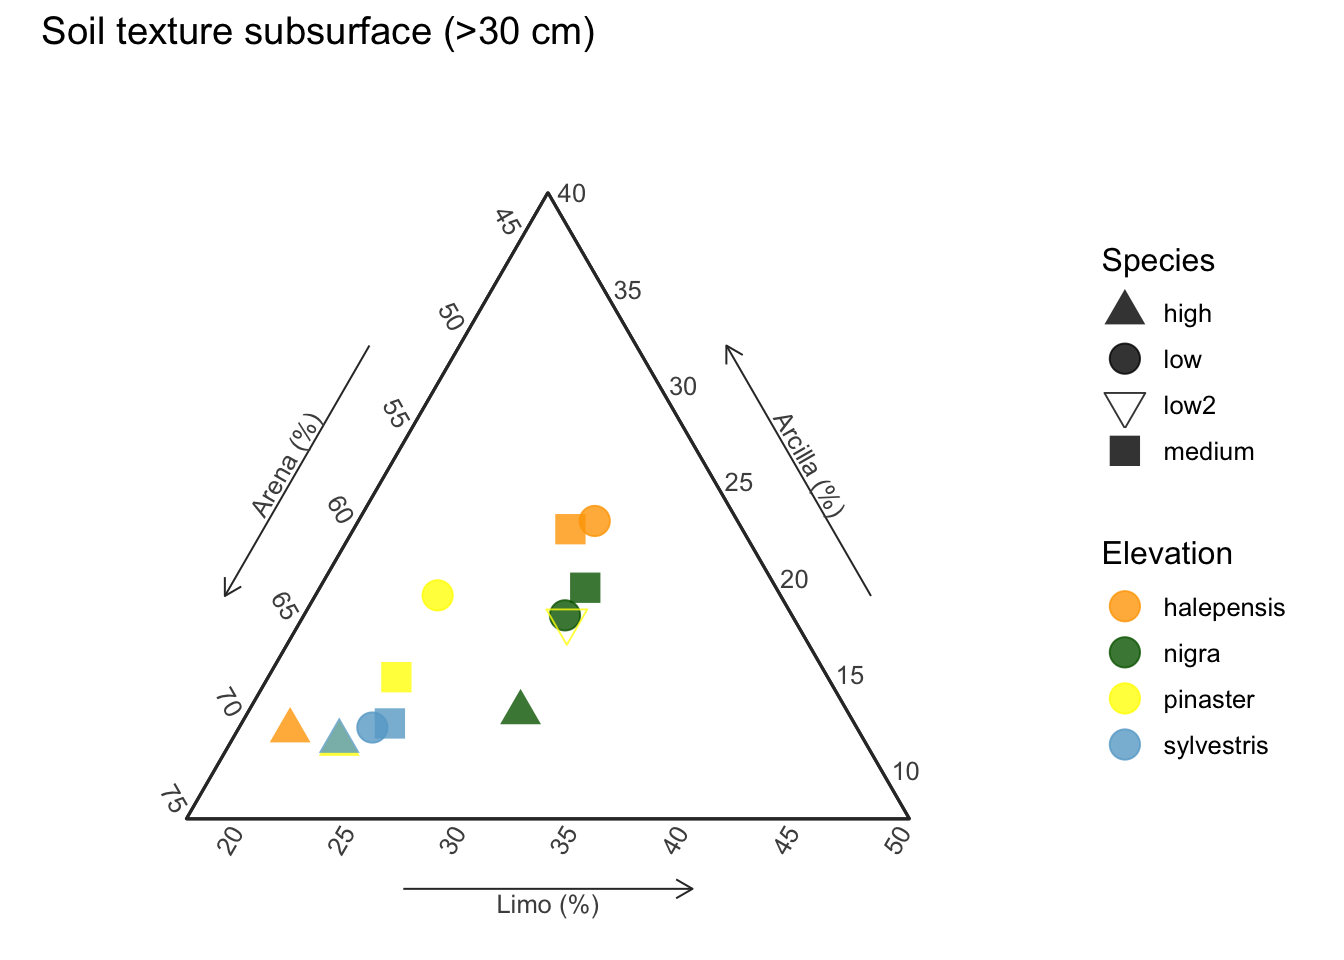 Soil texture subsurface (>30 cm)
40
45
35
50
30
55
25
60
20
65
15
70
10
75
Arena (%)
Arcilla (%)
20
25
30
35
40
45
50
Limo (%)
Species
high
low
low2
medium
Elevation
halepensis
nigra
pinaster
sylvestris